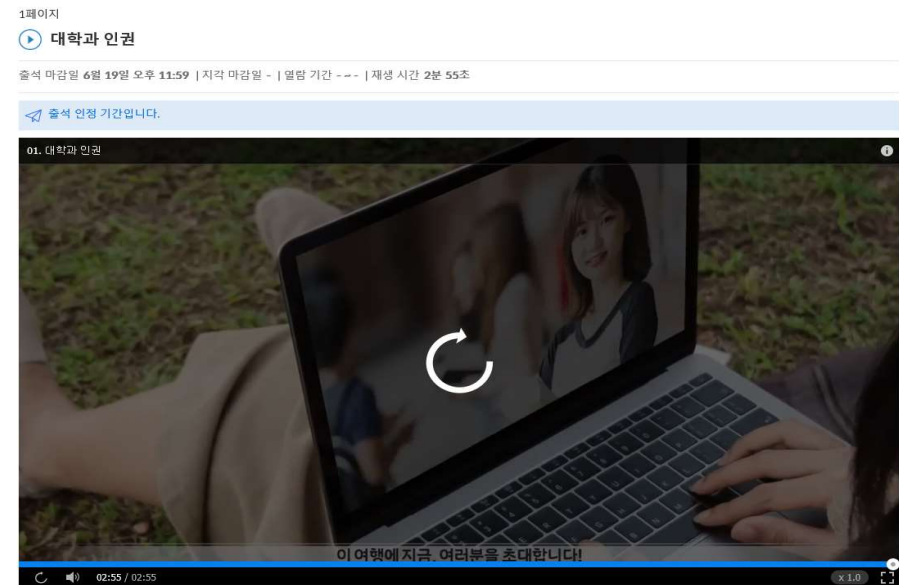 1페이지
대학과 인권
출석 마감일 6월 19일 오후 11:59 | 지각 마감일 - | 열람 기간 - ~ - | 재생 시간 2분 55초
출석 인정 기간입니다.
01. 대학과 인권
이 여행에 지금, 여러분을 초대합니다!
02:55 / 02:55
x 1.0